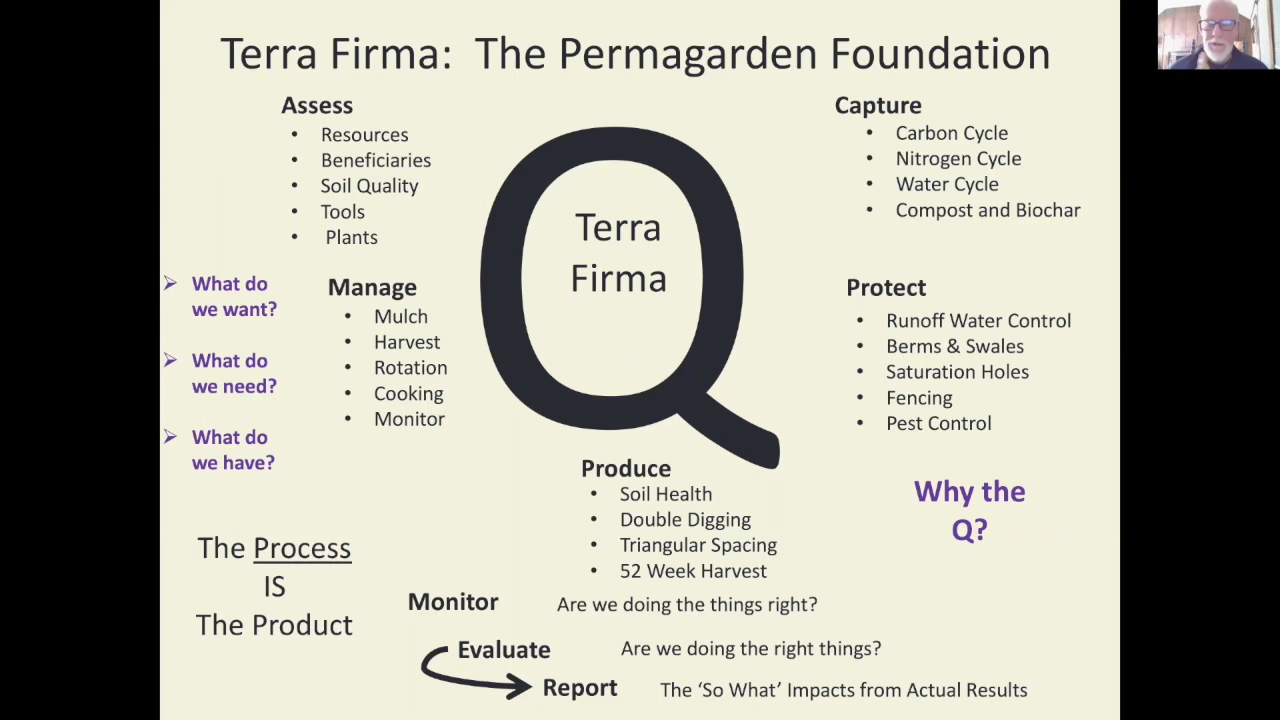 Terra Firma: The Permagarden Foundation
Assess
• Resources
• Beneficiaries
• Soil Quality
• Tools
• Plants
Capture
• Carbon Cycle
• Nitrogen Cycle
• Water Cycle
• Compost and Biochar
Q
Terra
Firma
➢ What do
we want?
➢ What do
we need?
➢ What do
we have?
Manage
• Mulch
• Harvest
• Rotation
• Cooking
• Monitor
Protect
• Runoff Water Control
• Berms & Swales
• Saturation Holes
• Fencing
• Pest Control
Produce
• Soil Health
• Double Digging
• Triangular Spacing
• 52 Week Harvest
Why the
Q?
The Process
IS
The Product
Monitor Are we doing the things right?
Evaluate Are we doing the right things?
Report The ‘So What’ Impacts from Actual Results